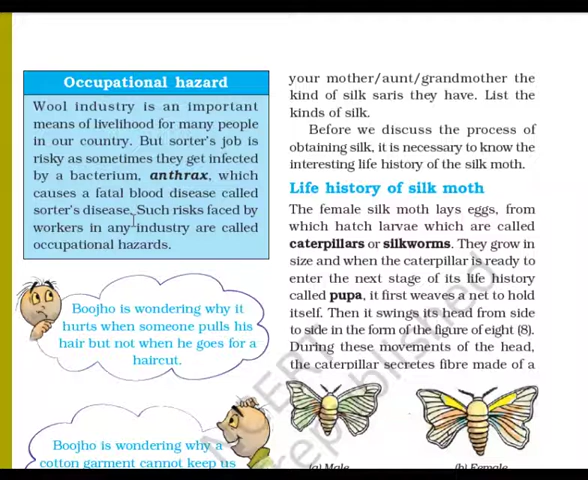 Occupational hazard
Wool industry is an important
means of livelihood for many people
in our country. But sorter's job is
risky as sometimes they get infected
by a bacterium, anthrax, which
causes a fatal blood disease called
sorter's disease. Such risks faced by
workers in any industry are called
occupational hazards.
Boojho is wondering why it
hurts when someone pulls his
hair but not when he goes for a
haircut.
Boojho is wondering why a
cotton garment cannot keep us
your mother/aunt/grandmother the
kind of silk saris they have. List the
kinds of silk.
Before we discuss the process of
obtaining silk, it is necessary to know the
interesting life history of the silk moth.
Life history of silk moth
The female silk moth lays eggs, from
which hatch larvae which are called
caterpillars or silkworms. They grow in
size and when the caterpillar is ready to
enter the next stage of its life history
called pupa, it first weaves a net to hold
itself. Then it swings its head from side
to side in the form of the figure of eight (8).
During these movements of the head,
the caterpillar secretes fibre made of a
(a) Male
(b) Female